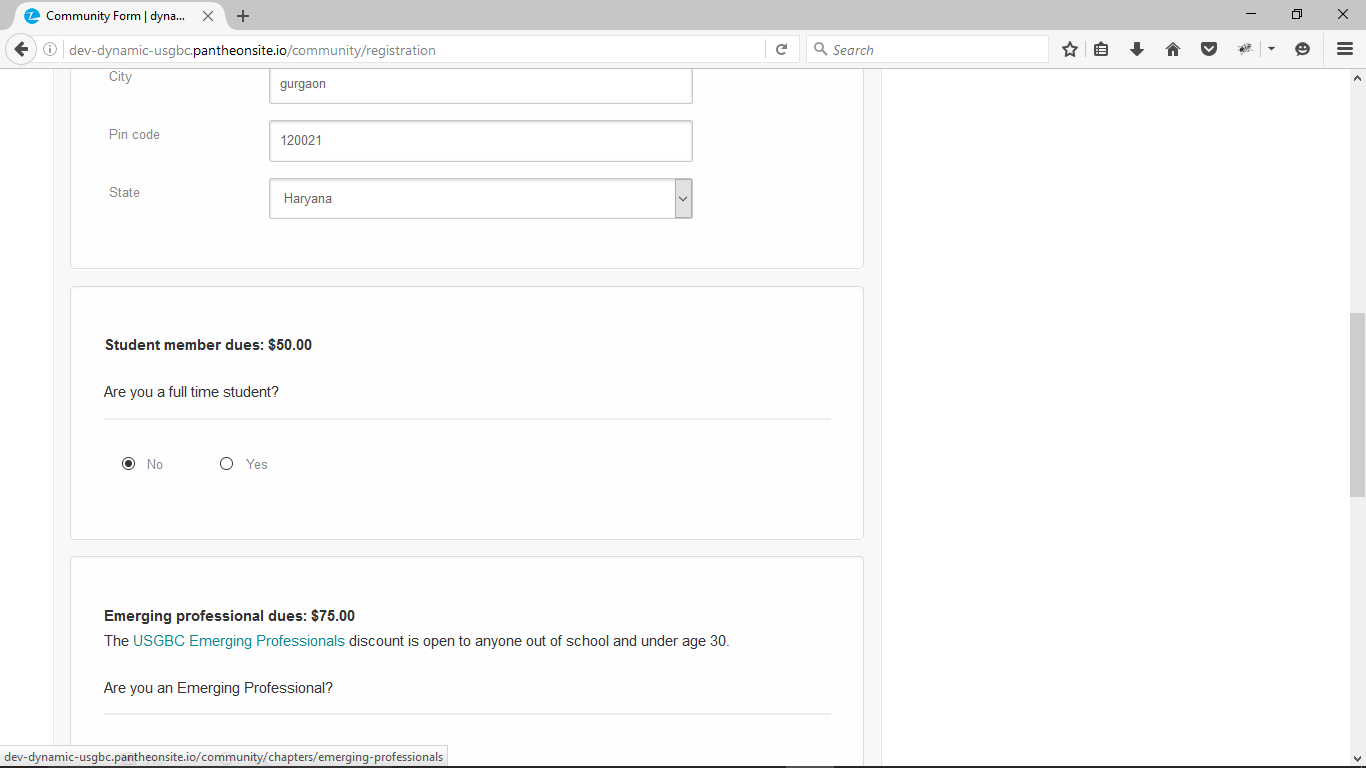 Community Form | dyna...
dev-dynamic-usgbc.pantheonsite.io/community/registration
Search
City
gurgaon
Pin code
120021
State
Haryana
Student member dues: $50.00
Are you a full time student?
No
Yes
Emerging professional dues: $75.00
The USGBC Emerging Professionals discount is open to anyone out of school and under age 30.
Are you an Emerging Professional?
dev-dynamic-usgbc.pantheonsite.io/community/chapters/emerging-professionals